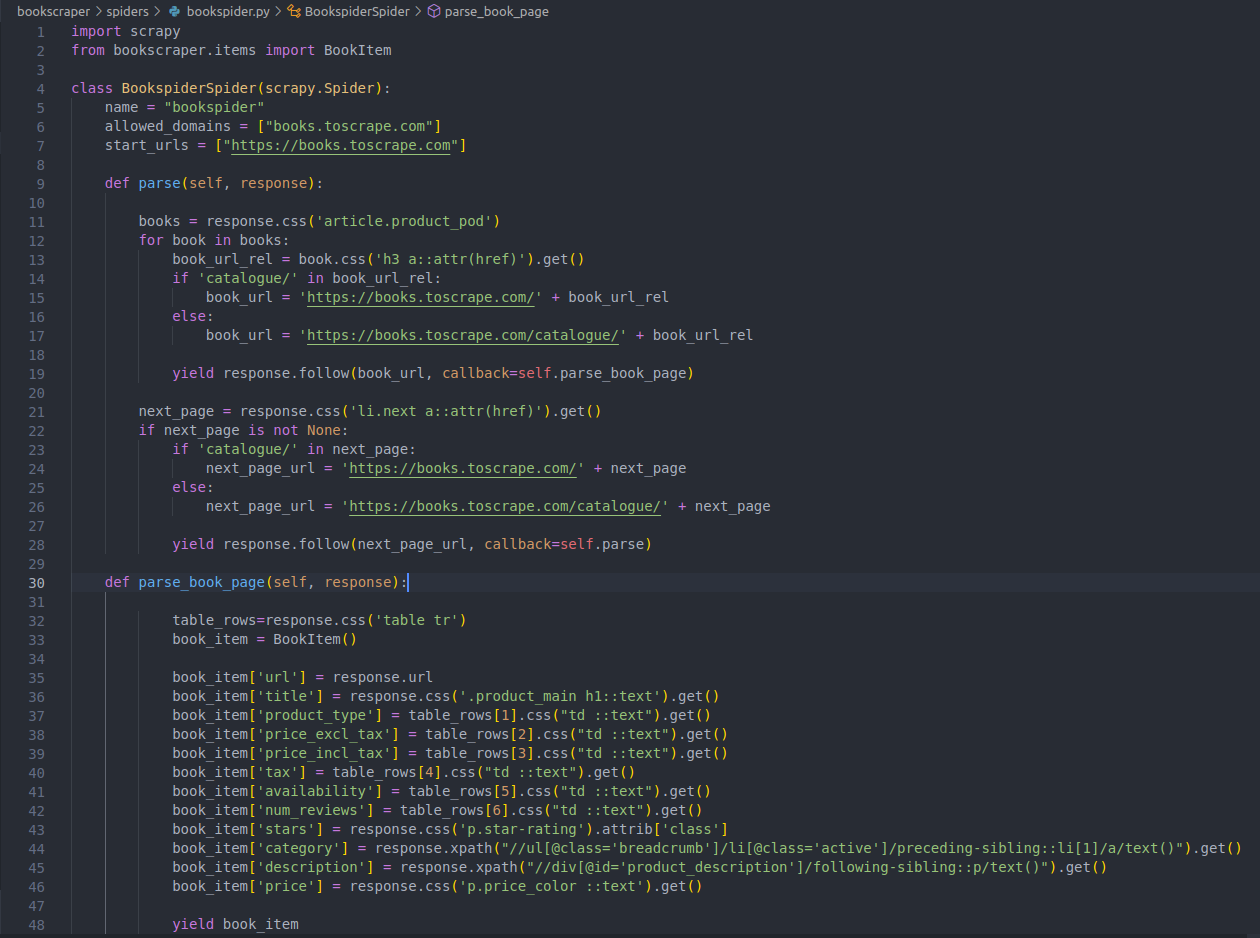 bookscraper > spiders > bookspider.py > BookspiderSpider > parse_book_page
1 import scrapy
2 from bookscraper.items import BookItem
3
4 class BookspiderSpider(scrapy.Spider):
5     name = "bookspider"
6     allowed_domains = ["books.toscrape.com"]
7     start_urls = ["https://books.toscrape.com"]
8
9     def parse(self, response):
10
11         books = response.css('article.product_pod')
12         for book in books:
13             book_url_rel = book.css('h3 a::attr(href)').get()
14             if 'catalogue/' in book_url_rel:
15                 book_url = 'https://books.toscrape.com/' + book_url_rel
16             else:
17                 book_url = 'https://books.toscrape.com/catalogue/' + book_url_rel
18
19             yield response.follow(book_url, callback=self.parse_book_page)
20
21         next_page = response.css('li.next a::attr(href)').get()
22         if next_page is not None:
23             if 'catalogue/' in next_page:
24                 next_page_url = 'https://books.toscrape.com/' + next_page
25             else:
26                 next_page_url = 'https://books.toscrape.com/catalogue/' + next_page
27
28             yield response.follow(next_page_url, callback=self.parse)
29
30     def parse_book_page(self, response):
31
32             table_rows=response.css('table tr')
33             book_item = BookItem()
34
35             book_item['url'] = response.url
36             book_item['title'] = response.css('.product_main h1::text').get()
37             book_item['product_type'] = table_rows[1].css("td ::text").get()
38             book_item['price_excl_tax'] = table_rows[2].css("td ::text").get()
39             book_item['price_incl_tax'] = table_rows[3].css("td ::text").get()
40             book_item['tax'] = table_rows[4].css("td ::text").get()
41             book_item['availability'] = table_rows[5].css("td ::text").get()
42             book_item['num_reviews'] = table_rows[6].css("td ::text").get()
43             book_item['stars'] = response.css('p.star-rating').attrib['class']
44             book_item['category'] = response.xpath("//ul[@class='breadcrumb']/li[@class='active']/preceding-sibling::li[1]/a/text()").get()
45             book_item['description'] = response.xpath("//div[@id='product_description']/following-sibling::p/text()").get()
46             book_item['price'] = response.css('p.price_color ::text').get()
47
48             yield book_item